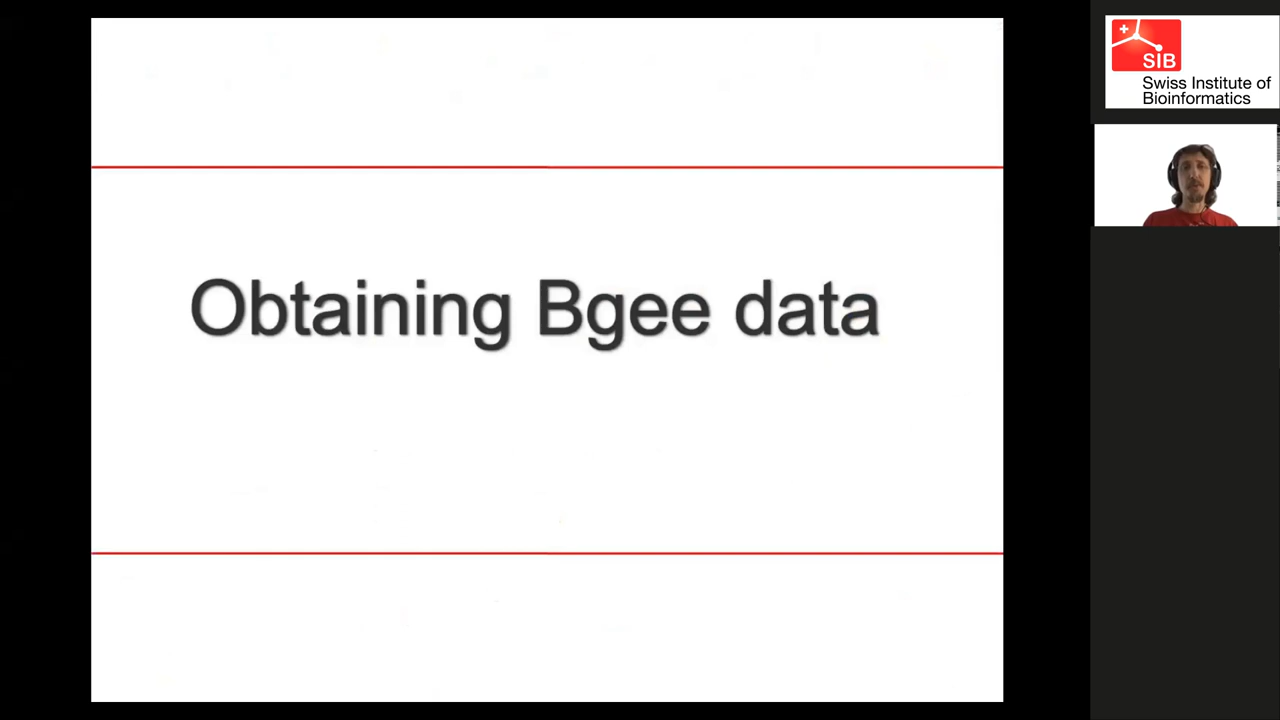 Obtaining Bgee data
SIB
Swiss Institute of
Bioinformatics